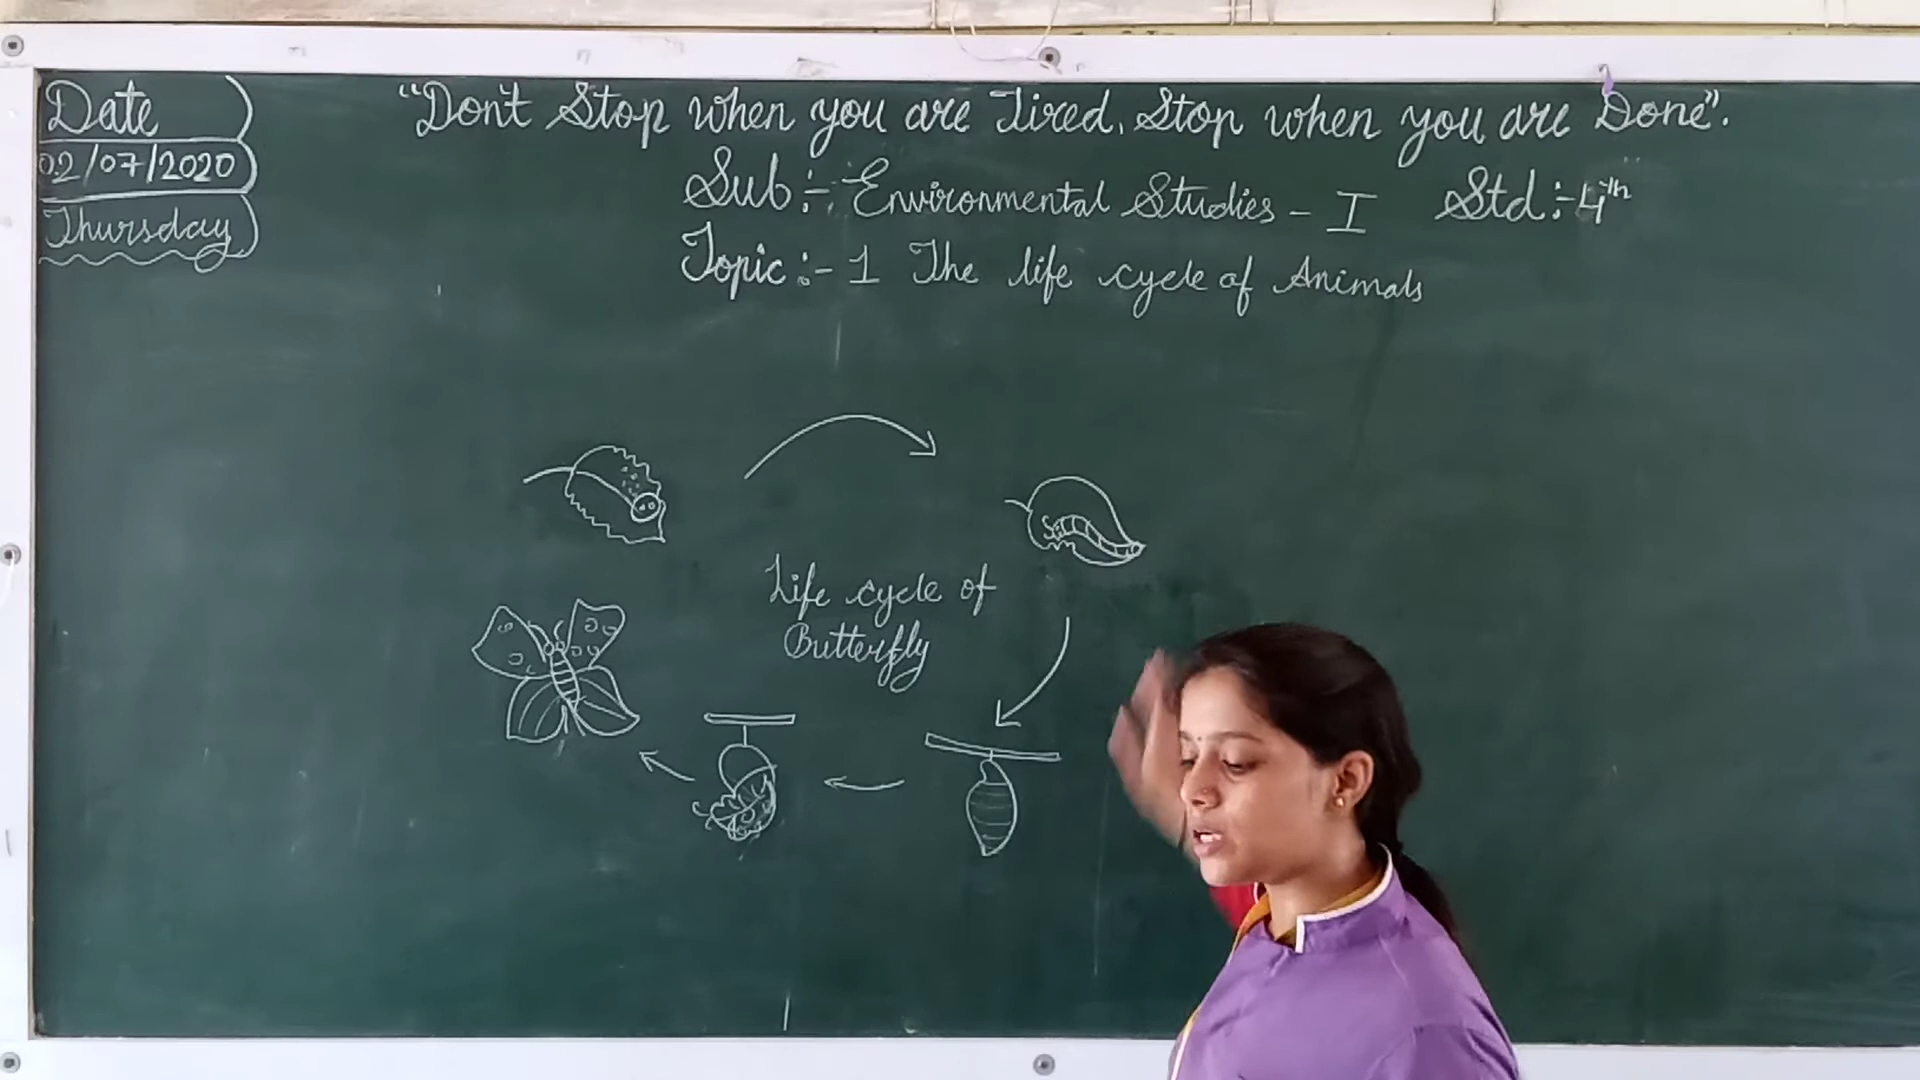 Date
02/07/2020
Thursday
"Don't Stop when you are Tired, Stop when you are Done".
Sub:- Environmental Studies - I Std:- 4th
Topic:- 1 The life cycle of Animals
Life cycle of
Butterfly